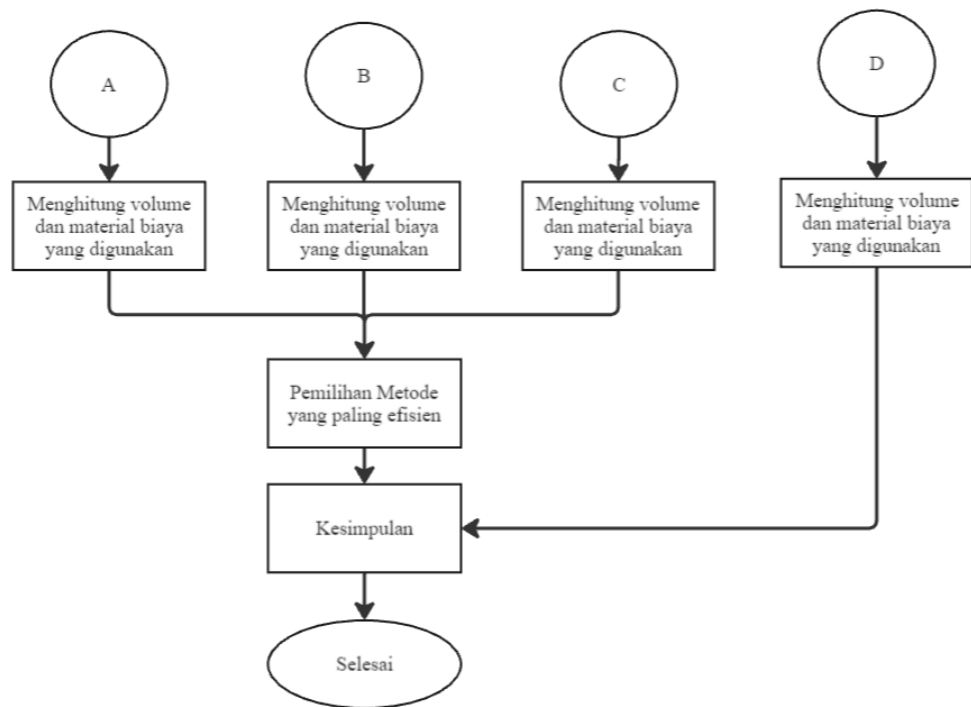 A
B
C
D
Menghitung volume
dan material biaya
yang digunakan
Menghitung volume
dan material biaya
yang digunakan
Menghitung volume
dan material biaya
yang digunakan
Menghitung volume
dan material biaya
yang digunakan
Pemilihan Metode
yang paling efisien
Kesimpulan
Selesai